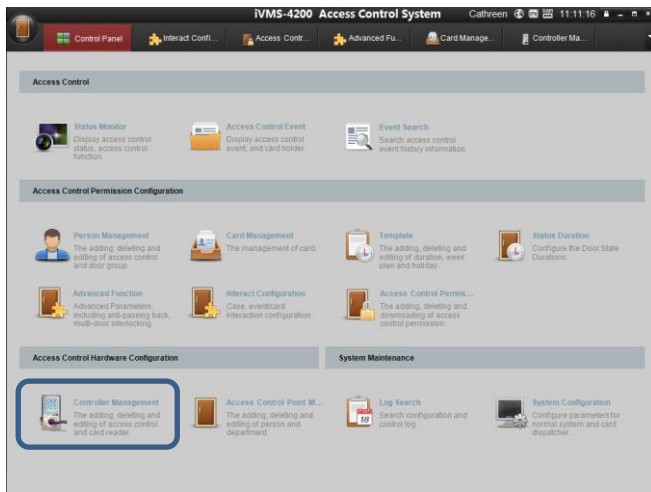 iVMS-4200 Access Control System
Cathreen
11:11:16
Control Panel
Interact Confi...
Access Contr...
Advanced Fu...
Card Manage...
Controller Ma...
Access Control
Status Monitor
Display access control
status, access control
function.
Access Control Event
Display access control
event, and card holder.
Event Search
Search access control
event history information.
Access Control Permission Configuration
Person Management
The adding, deleting and
editing of access control
and door group.
Card Management
The management of card.
Template
The adding, deleting and
editing of duration, week
plan and holiday.
Status Duration
Configure the Door State
Durations.
Advanced Function
Advanced Parameters,
including anti-passing back,
multi-door interlocking.
Interact Configuration
Case, event/card
interaction configuration.
Access Control Permis...
The adding, deleting and
downloading of access
control permission.
Access Control Hardware Configuration
System Maintenance
Controller Management
The adding, deleting and
editing of access control
and card reader.
Access Control Point M...
The adding, deleting and
editing of person and
department.
18
Log Search
Search configuration and
control log.
System Configuration
Configure parameters for
normal system and card
dispatcher.